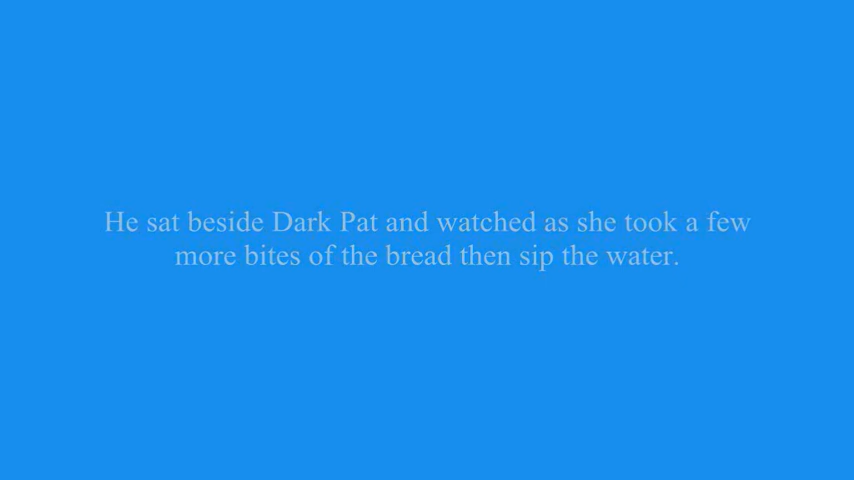 He sat beside Dark Pat and watched as she took a few
more bites of the bread then sip the water.